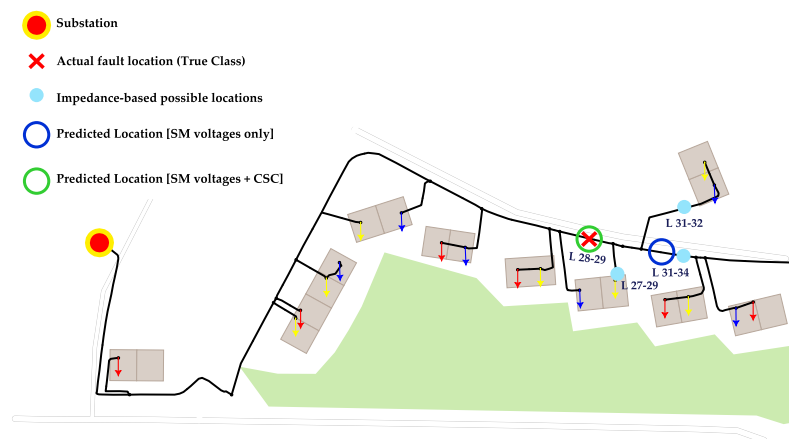 Substation
Actual fault location (True Class)
Impedance-based possible locations
Predicted Location [SM voltages only]
Predicted Location [SM voltages + CSC]
L 31-32
L 28-29
L 31-34
L 27-29